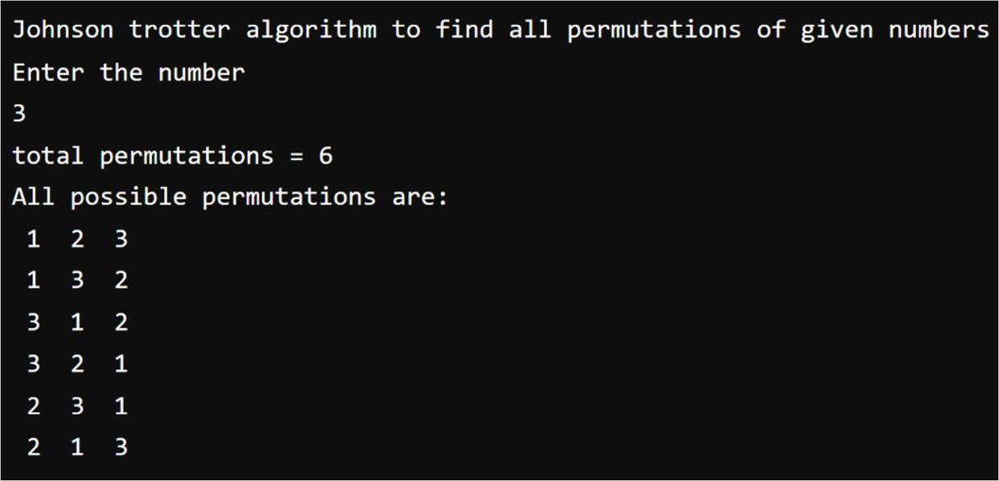 Johnson trotter algorithm to find all permutations of given numbers
Enter the number
3
total permutations = 6
All possible permutations are:
1 2 3
1 3 2
3 1 2
3 2 1
2 3 1
2 1 3